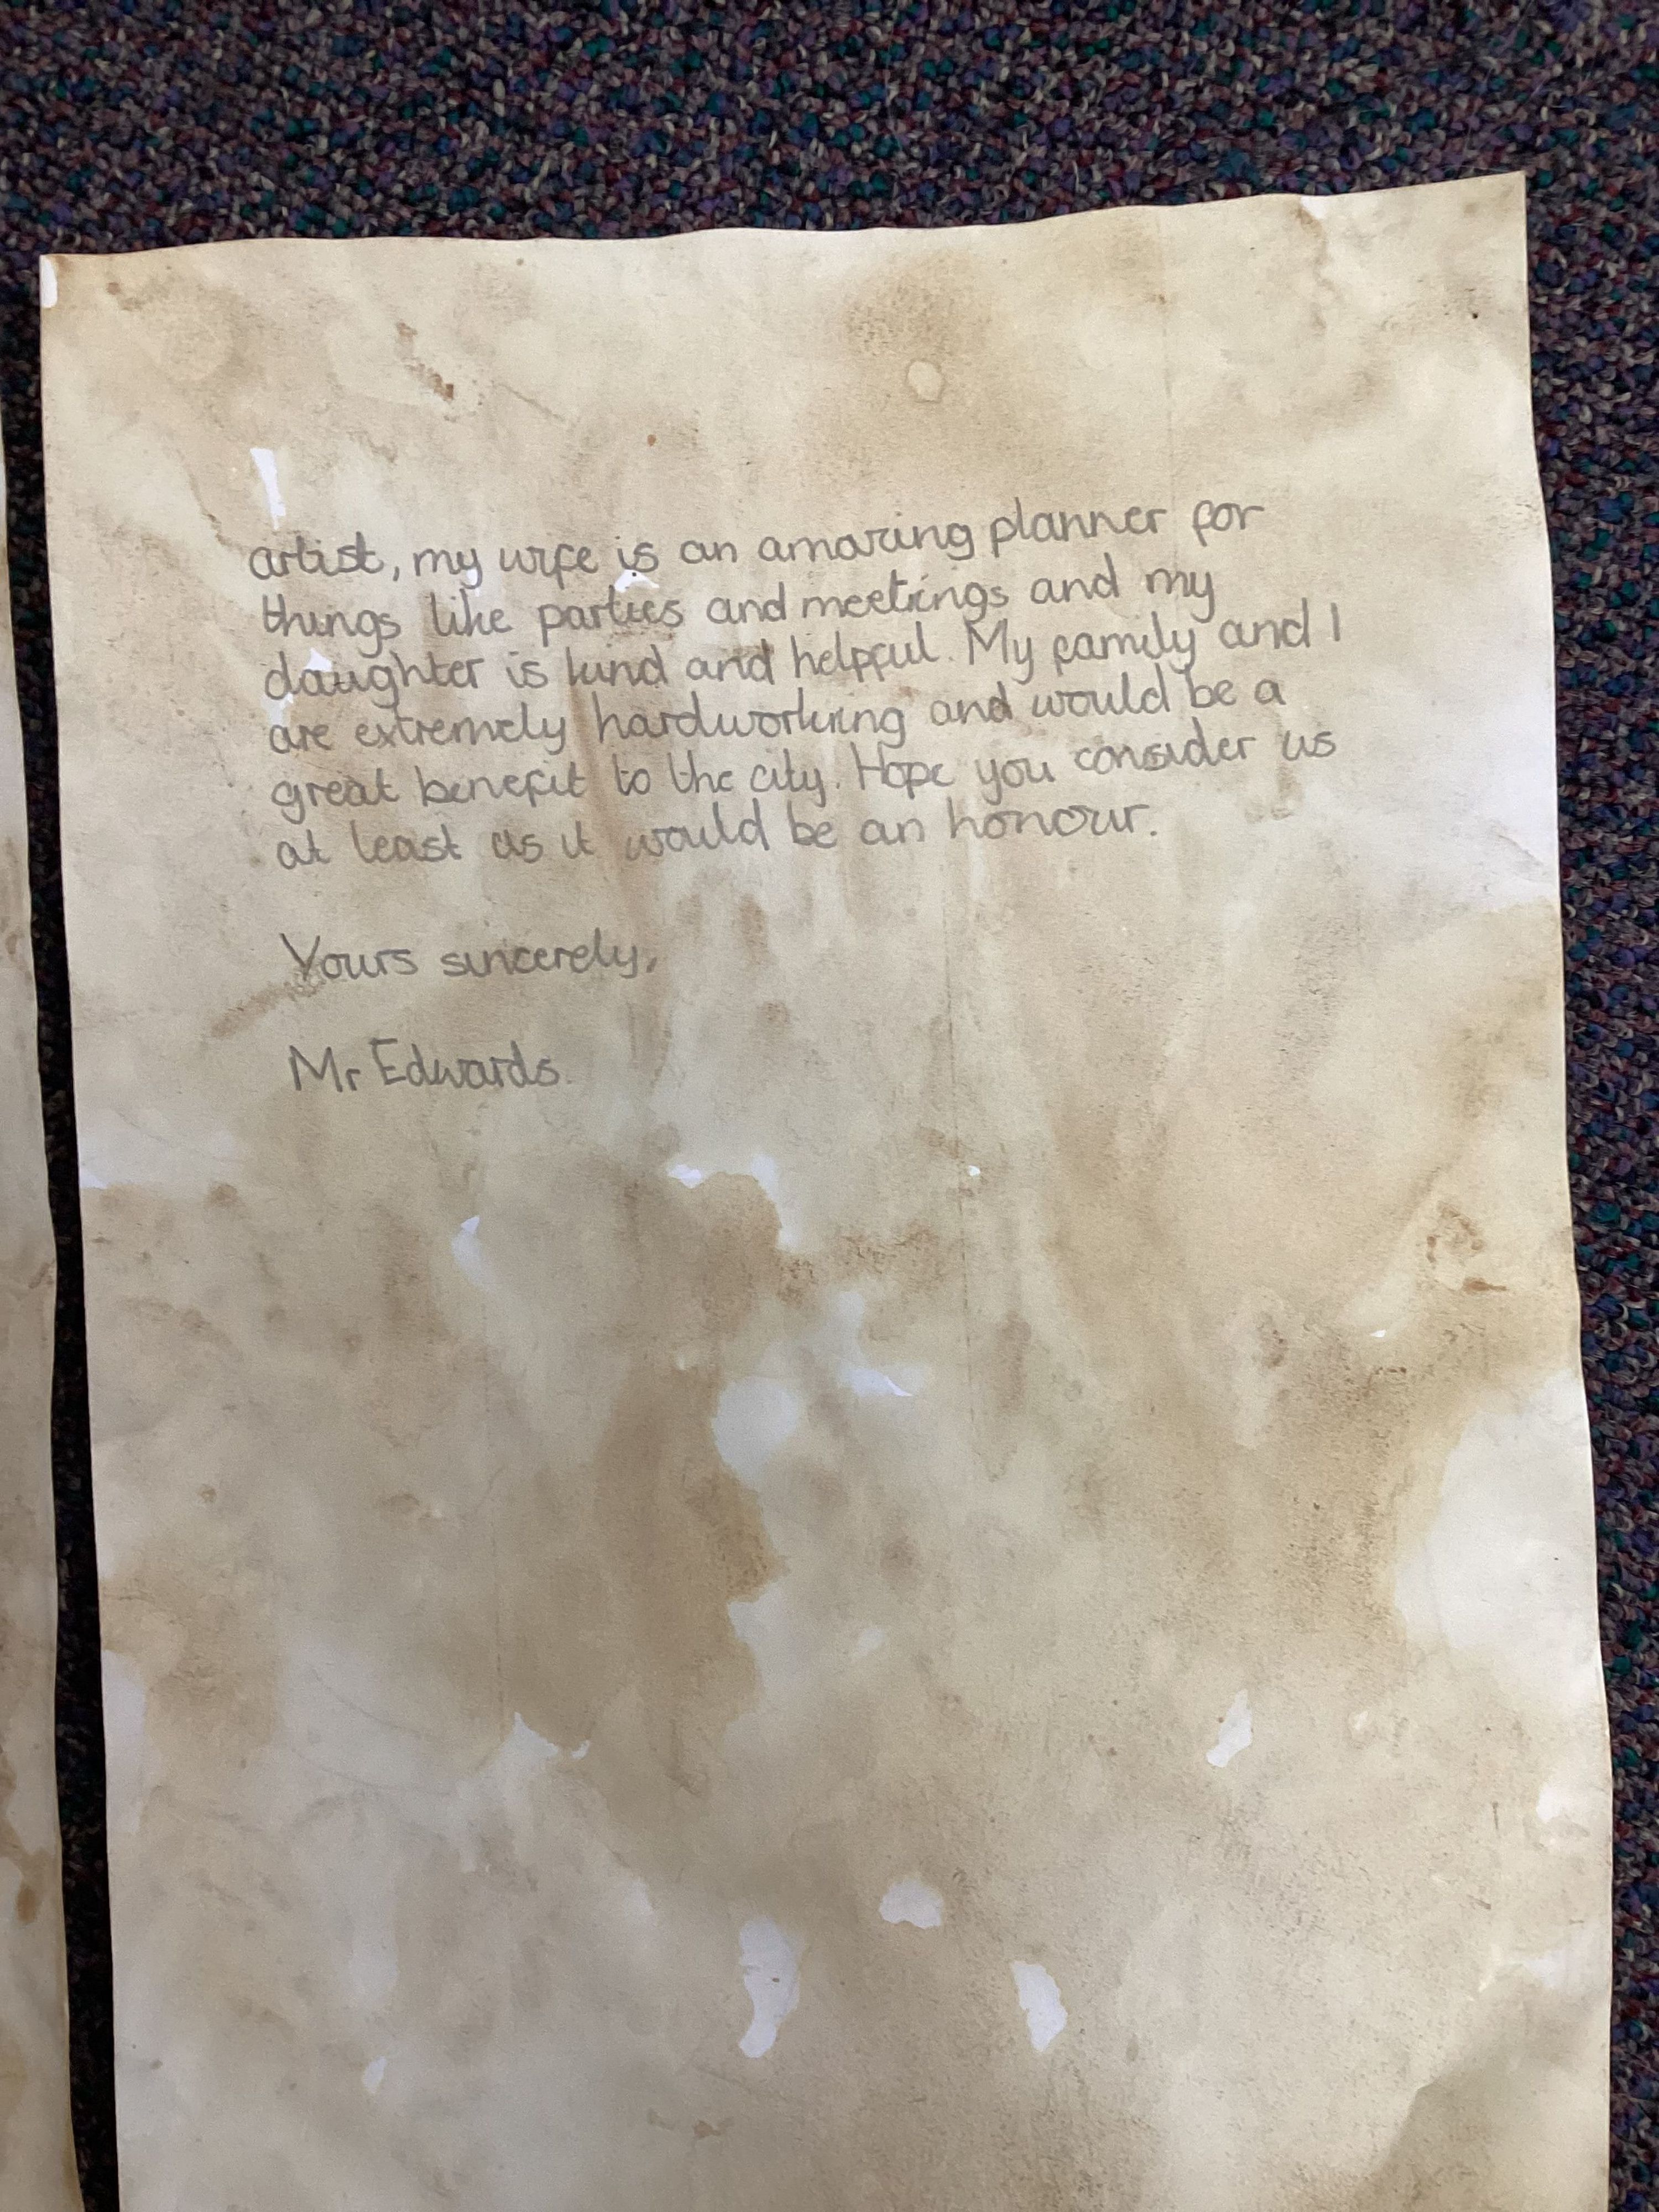 artist, my wife is an amazing planner for
things like parties and meetings and my
daughter is kind and helpful. My family and I
are extremely hardworking and would be a
great benefit to the city. Hope you consider us
at least as it would be an honour.
Yours sincerely,
Mr Edwards.